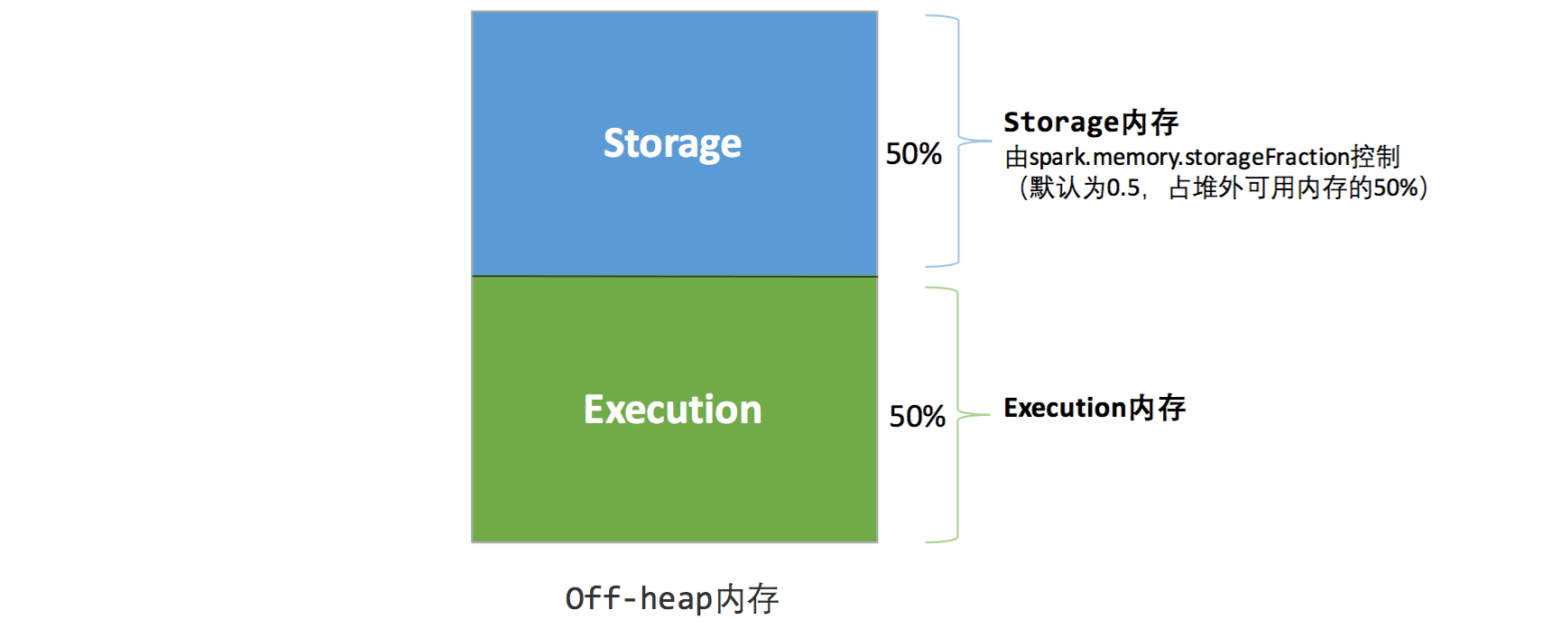 Storage
50%
Storage内存
由spark.memory.storageFraction控制
（默认为0.5，占堆外可用内存的50%）
Execution
50%
Execution内存
Off-heap内存